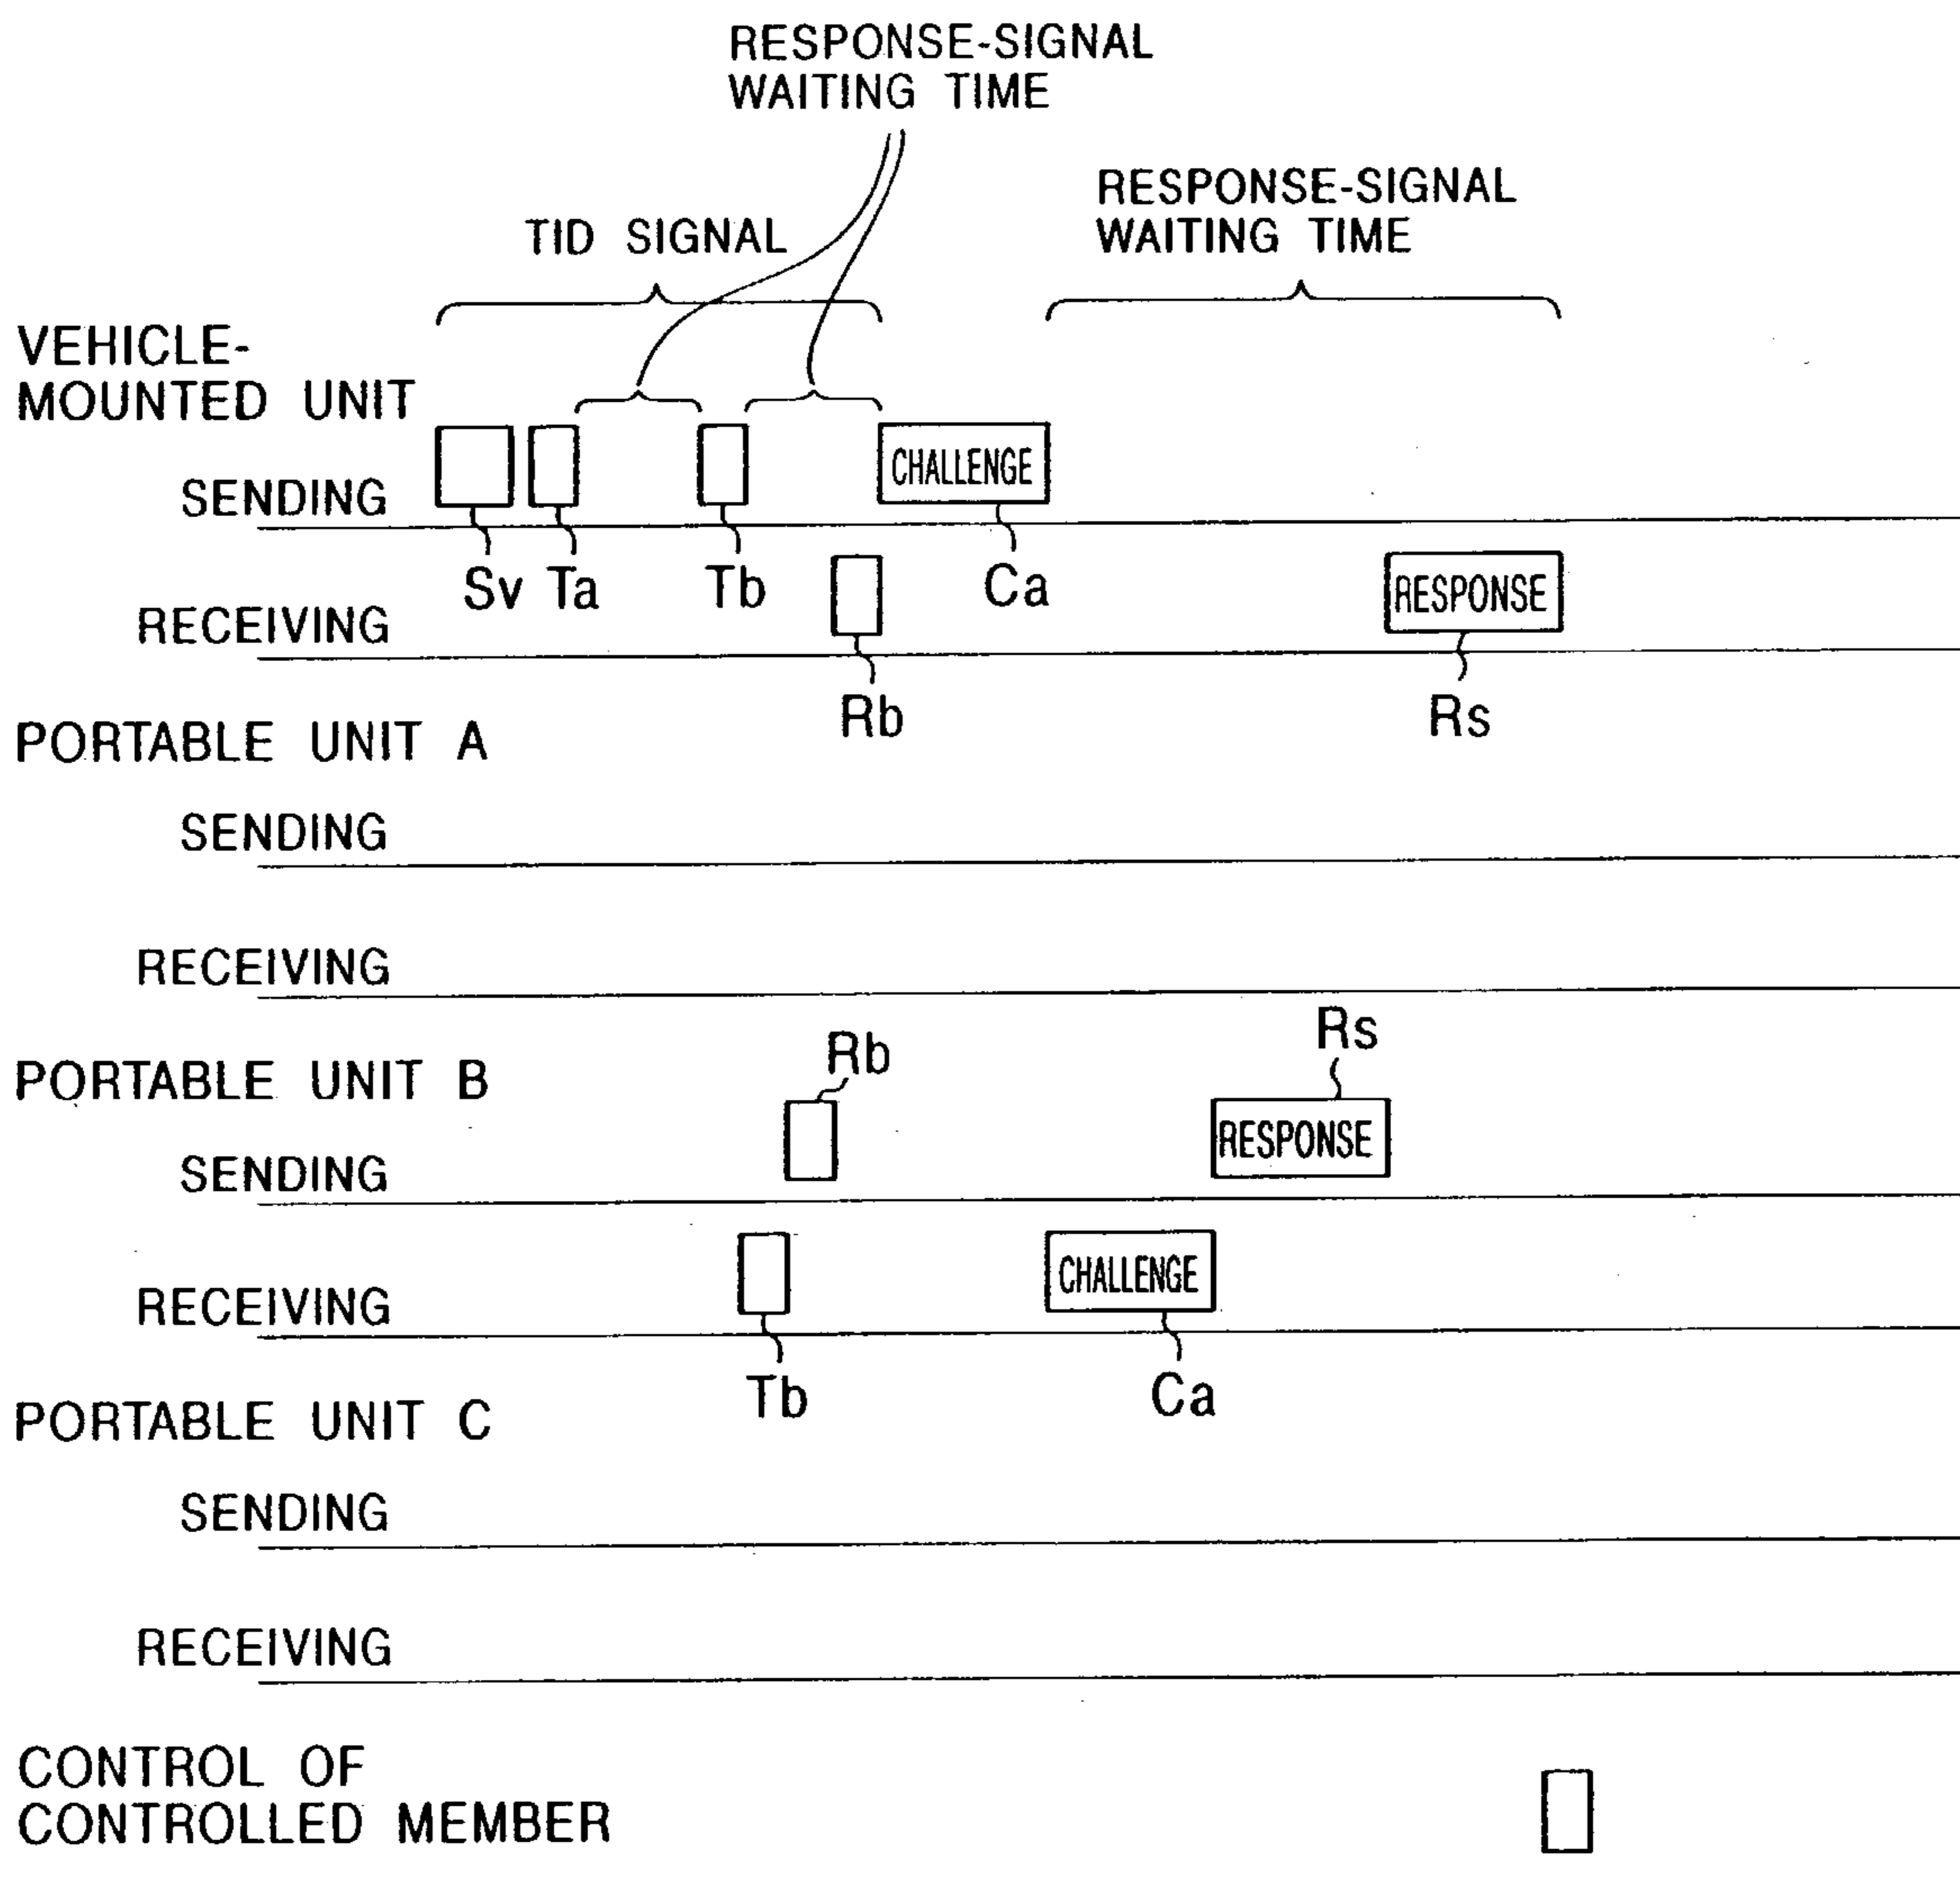 RESPONSE-SIGNAL
WAITING TIME
RESPONSE-SIGNAL
WAITING TIME
TID SIGNAL
VEHICLE-
MOUNTED UNIT
CHALLENGE
SENDING
Sv Ta Tb Ca
RESPONSE
RECEIVING
Rb Rs
PORTABLE UNIT A
SENDING
RECEIVING
Rb Rs
PORTABLE UNIT B
RESPONSE
SENDING
CHALLENGE
RECEIVING
Tb Ca
PORTABLE UNIT C
SENDING
RECEIVING
CONTROL OF
CONTROLLED MEMBER